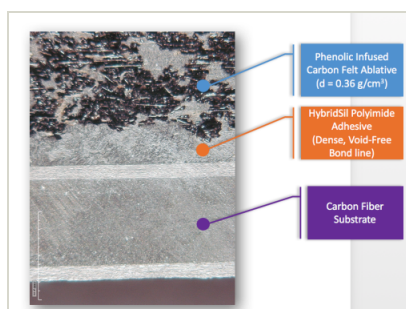 Phenolic Infused
Carbon Felt Ablative
(d = 0.36 g/cm³)
HybridSil Polyimide
Adhesive
(Dense, Void-Free
Bond line)
Carbon Fiber
Substrate